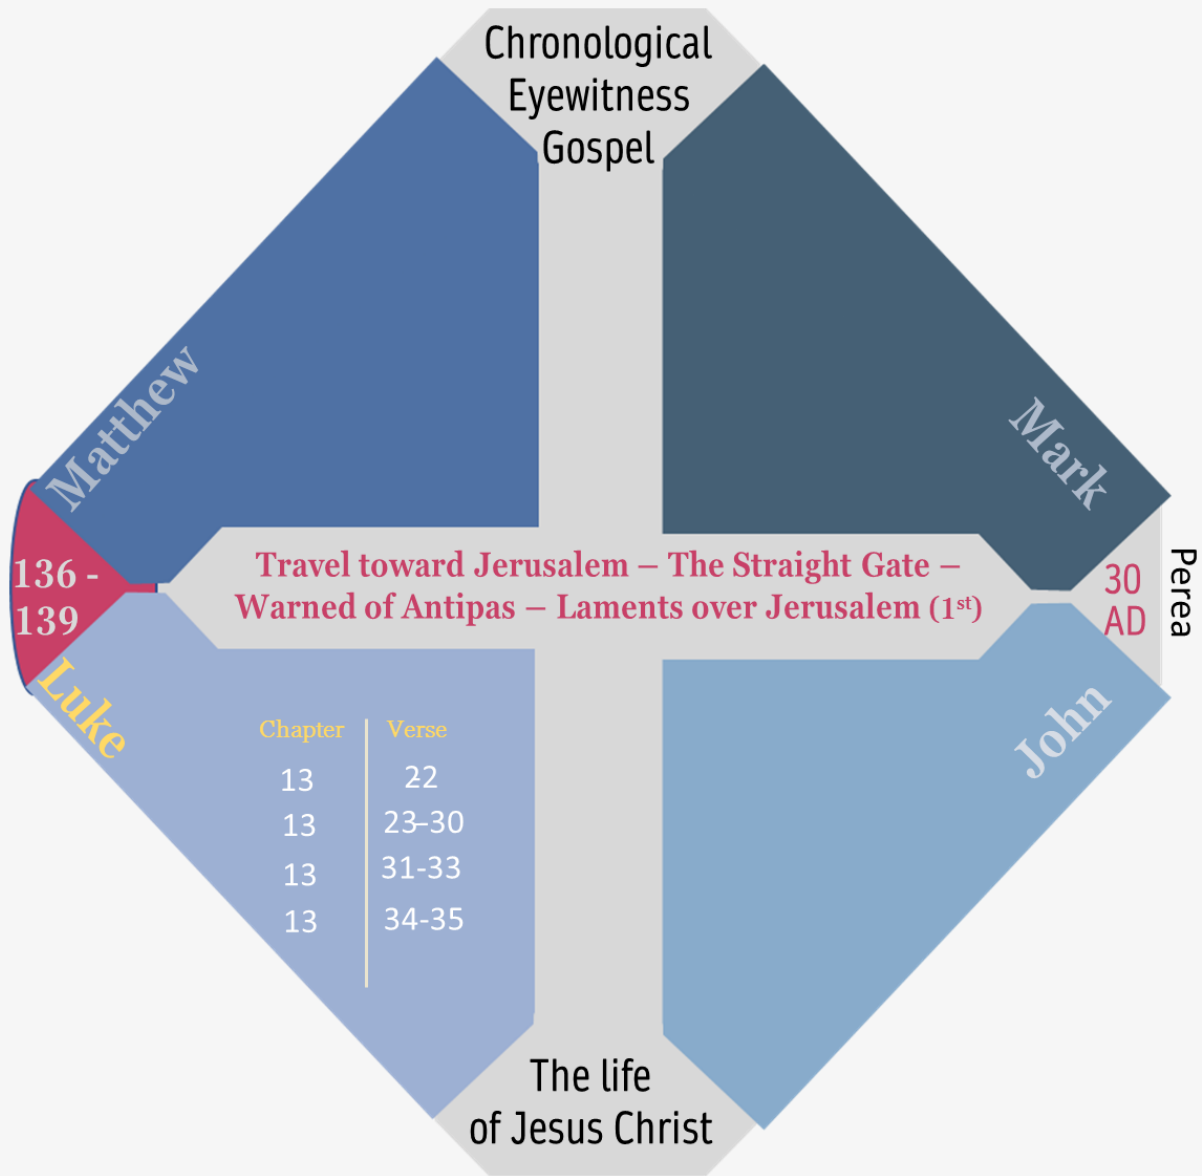 Chronological
Eyewitness
Gospel
Matthew
Mark
136 -
139
Travel toward Jerusalem – The Straight Gate –
Warned of Antipas – Laments over Jerusalem (1st)
30
AD
Perea
Luke
John
Chapter Verse
13 22
13 23–30
13 31-33
13 34-35
The life
of Jesus Christ